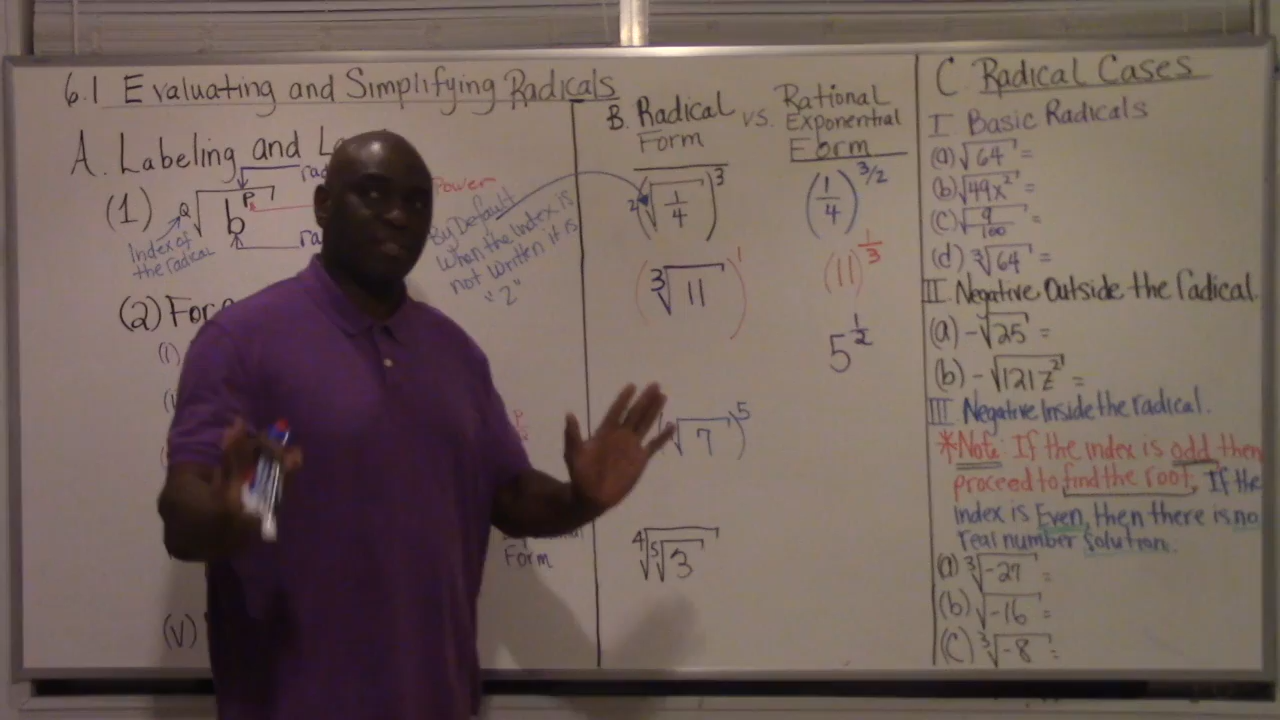 6.1 Evaluating and Simplifying Radicals
A. Labeling and
(1) Q√b^P
Index of
the radical
Power
By Default
when the index is
not written it is
"2"
(2) For
(i)
Form
(V)
B. Radical
Form
vs. Rational
Exponential
Form
(²√(1/4))³ (1/4)^3/2
(³√11)¹ (11)^1/3
5^1/2
√7)⁵
⁴√⁵√3
C. Radical Cases
I. Basic Radicals
(a) √64 =
(b) √49x² =
(c) √(9/100) =
(d) ³√64 =
II. Negative Outside the radical.
(a) -√25 =
(b) -√121z² =
III Negative Inside the radical.
*Note: If the index is odd then
proceed to find the root. If the
index is Even, then there is no
real number solution.
(a) ³√-27 =
(b) √-16 =
(C) ³√-8 =